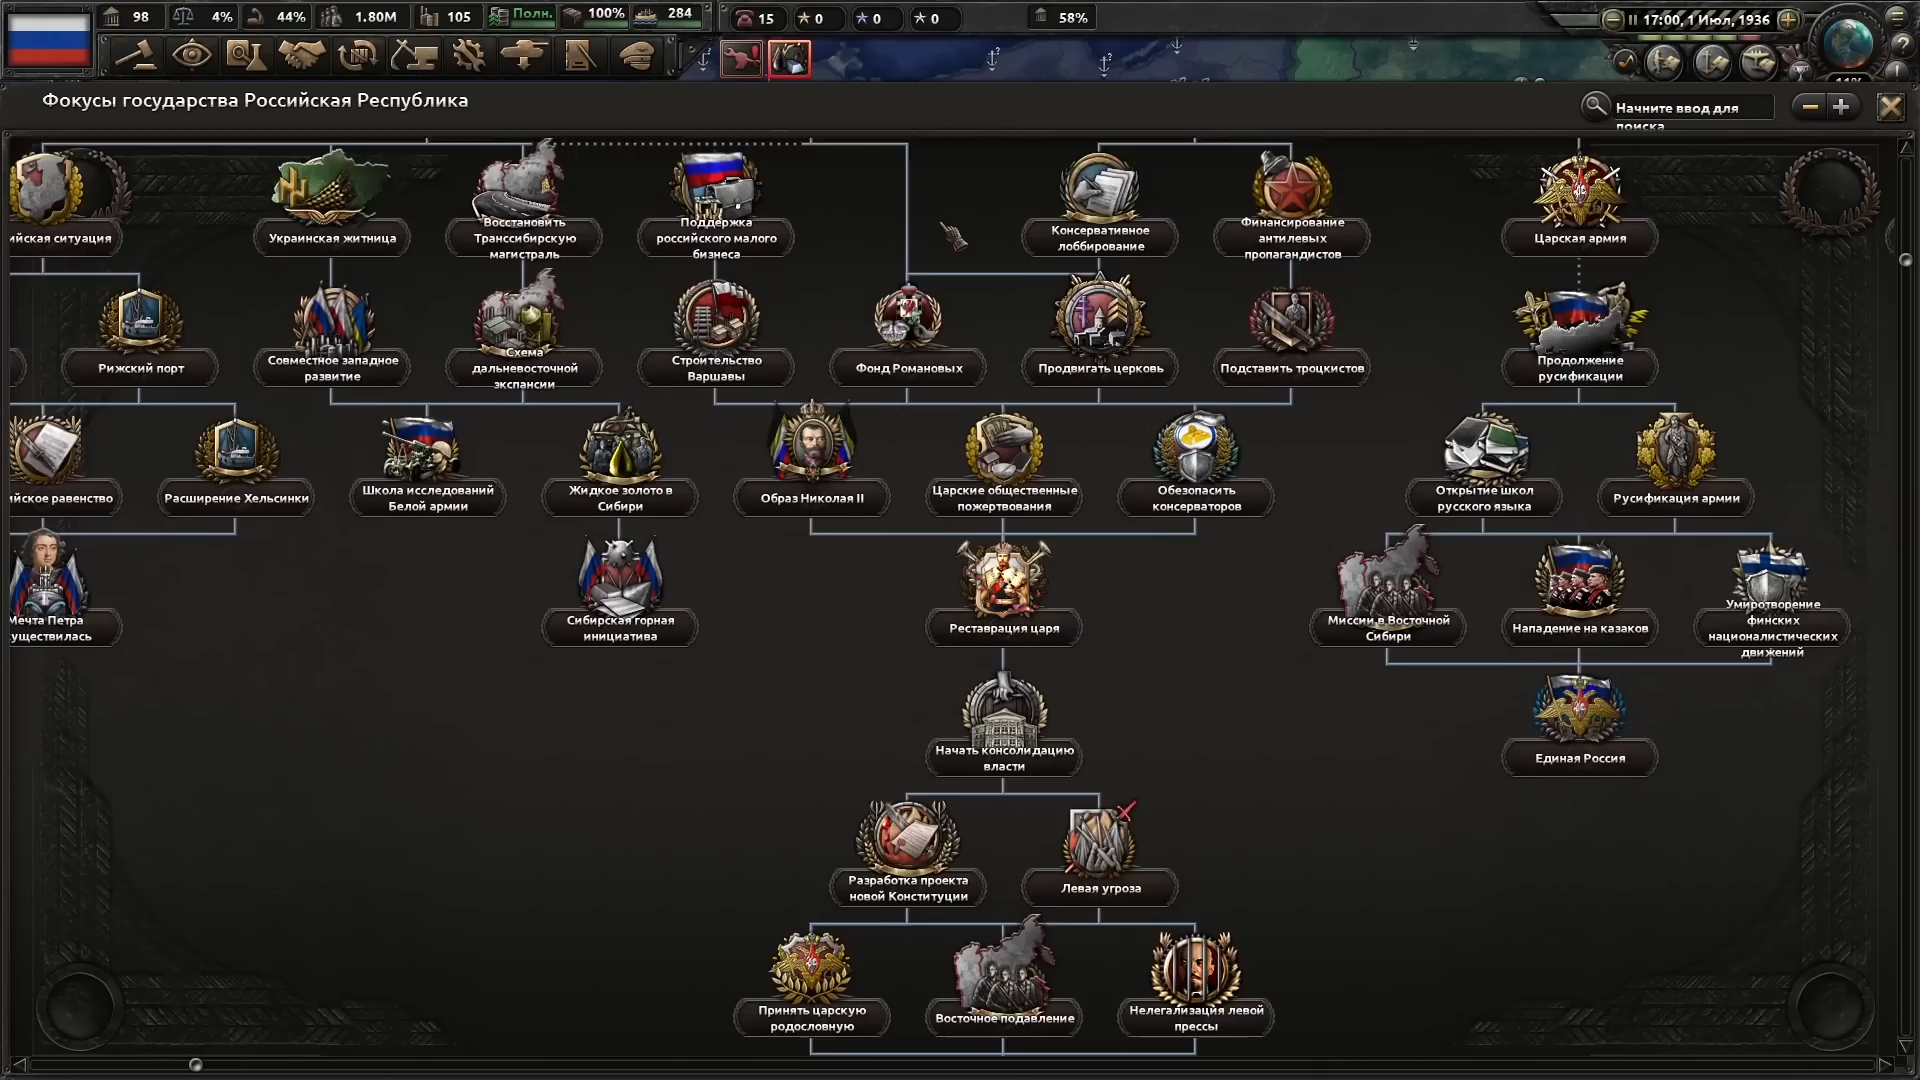 98
4%
44%
1.80M
105
Полн.
100%
284
15
0
0
0
58%
17:00, 1 Июл, 1936
11%
Фокусы государства Российская Республика
Начните ввод для
поиска
ийская ситуация
Украинская житница
Восстановить
Транссибирскую
магистраль
Поддержка
российского малого
бизнеса
Консервативное
лоббирование
Финансирование
антилевых
пропагандистов
Царская армия
Рижский порт
Совместное западное
развитие
Схема
дальневосточной
экспансии
Строительство
Варшавы
Фонд Романовых
Продвигать церковь
Подставить троцкистов
Продолжение
русификации
ийское равенство
Расширение Хельсинки
Школа исследований
Белой армии
Жидкое золото в
Сибири
Образ Николая II
Царские общественные
пожертвования
Обезопасить
консерваторов
Открытие школ
русского языка
Русификация армии
Мечта Петра
уществилась
Сибирская горная
инициатива
Реставрация царя
Миссии в Восточной
Сибири
Нападение на казаков
Умиротворение
финских
националистических
движений
Начать консолидацию
власти
Единая Россия
Разработка проекта
новой Конституции
Левая угроза
Принять царскую
родословную
Восточное подавление
Нелегализация левой
прессы